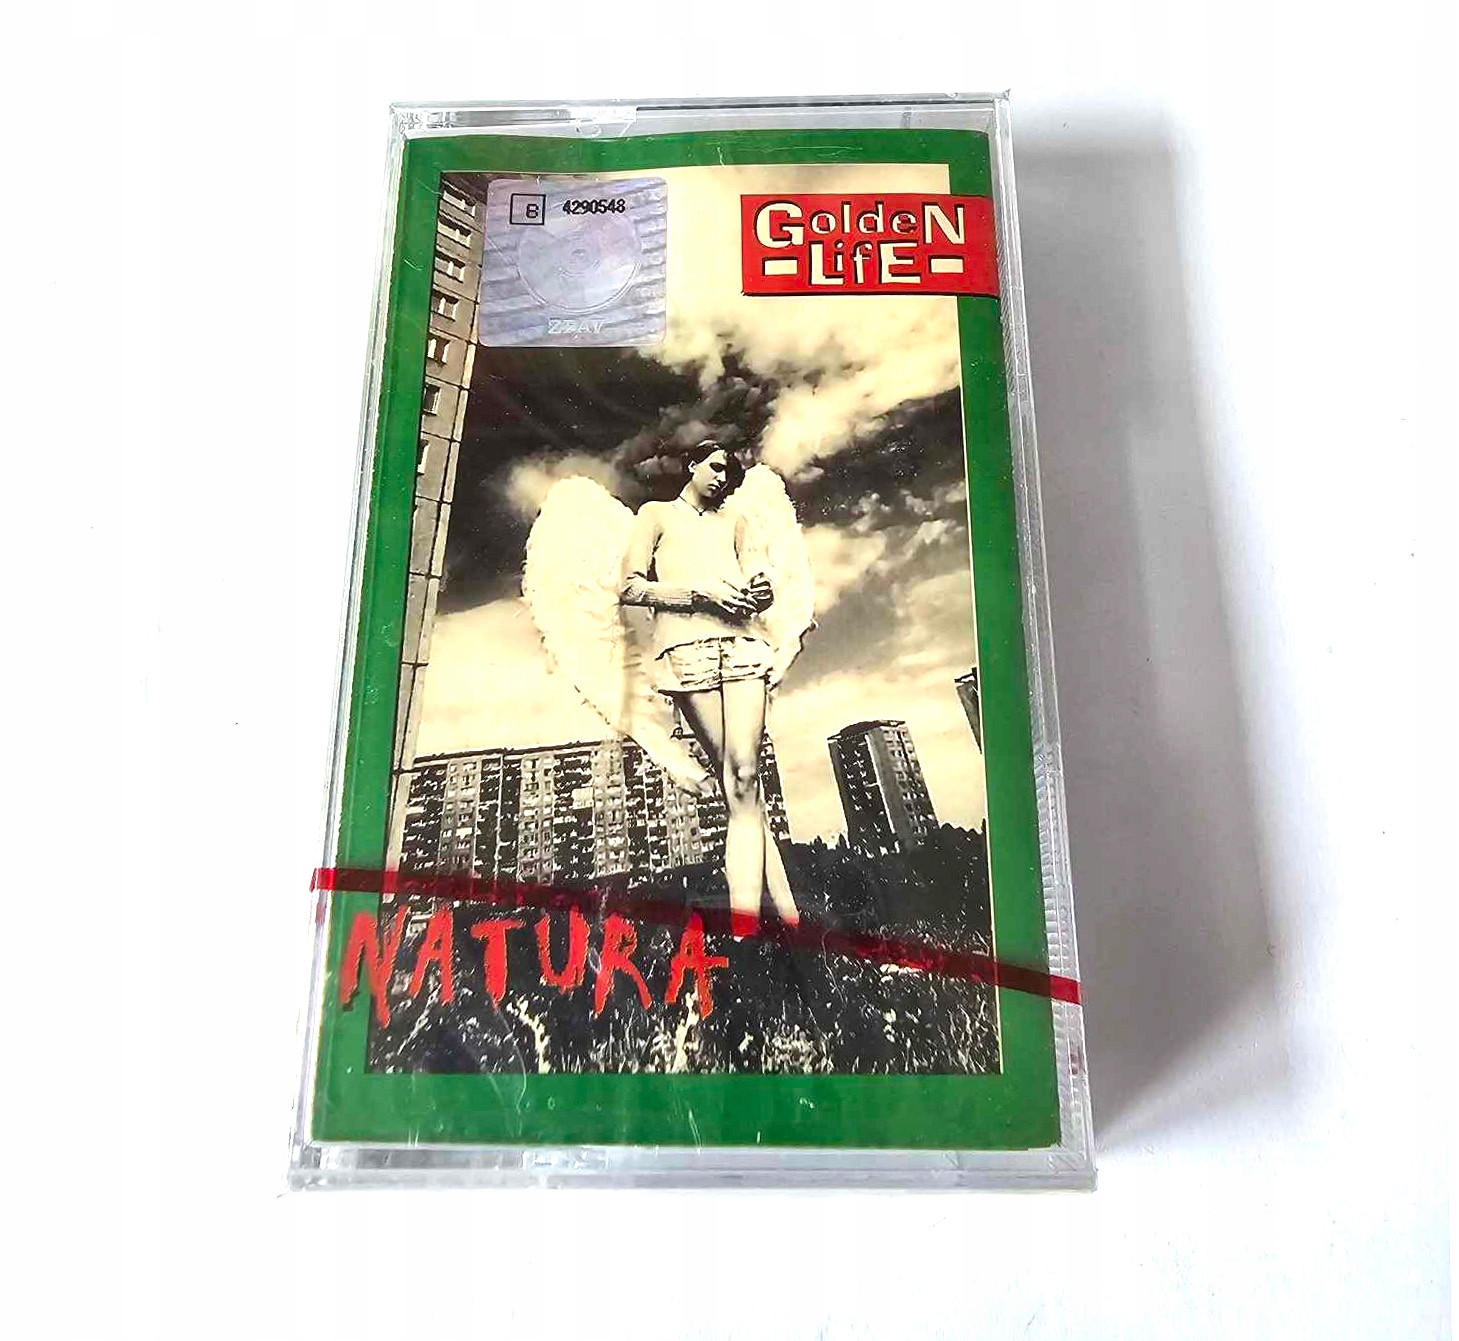 B 4290548
ZPAV
GoldeN
LifE
NATURA